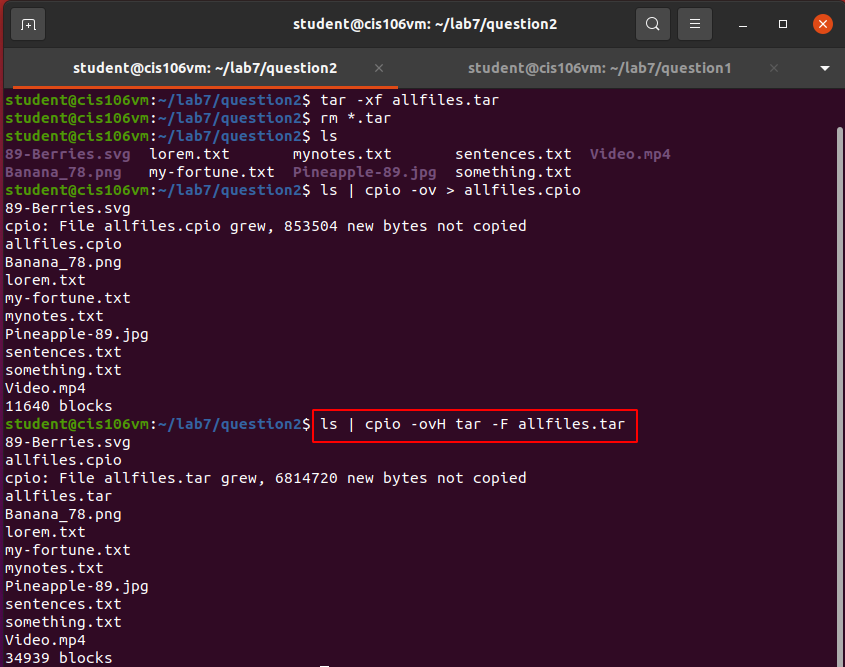 student@cis106vm: ~/lab7/question2
student@cis106vm: ~/lab7/question2 × student@cis106vm: ~/lab7/question1 ×
student@cis106vm:~/lab7/question2$ tar -xf allfiles.tar
student@cis106vm:~/lab7/question2$ rm *.tar
student@cis106vm:~/lab7/question2$ ls
89-Berries.svg lorem.txt mynotes.txt sentences.txt Video.mp4
Banana_78.png my-fortune.txt Pineapple-89.jpg something.txt
student@cis106vm:~/lab7/question2$ ls | cpio -ov > allfiles.cpio
89-Berries.svg
cpio: File allfiles.cpio grew, 853504 new bytes not copied
allfiles.cpio
Banana_78.png
lorem.txt
my-fortune.txt
mynotes.txt
Pineapple-89.jpg
sentences.txt
something.txt
Video.mp4
11640 blocks
student@cis106vm:~/lab7/question2$ ls | cpio -ovH tar -F allfiles.tar
89-Berries.svg
allfiles.cpio
cpio: File allfiles.tar grew, 6814720 new bytes not copied
allfiles.tar
Banana_78.png
lorem.txt
my-fortune.txt
mynotes.txt
Pineapple-89.jpg
sentences.txt
something.txt
Video.mp4
34939 blocks